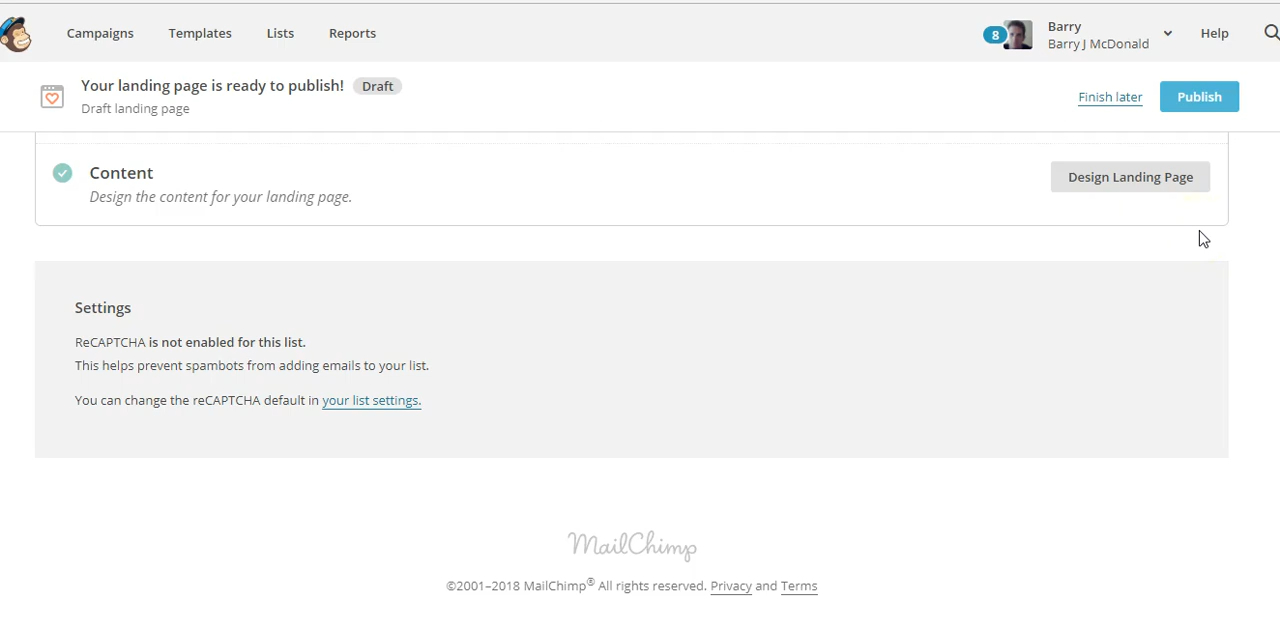 Campaigns Templates Lists Reports 8 Barry Help
Barry J McDonald
Your landing page is ready to publish! Draft
Draft landing page
Finish later Publish
Content
Design the content for your landing page.
Design Landing Page
Settings
ReCAPTCHA is not enabled for this list.
This helps prevent spambots from adding emails to your list.
You can change the reCAPTCHA default in your list settings.
MailChimp
©2001–2018 MailChimp® All rights reserved. Privacy and Terms